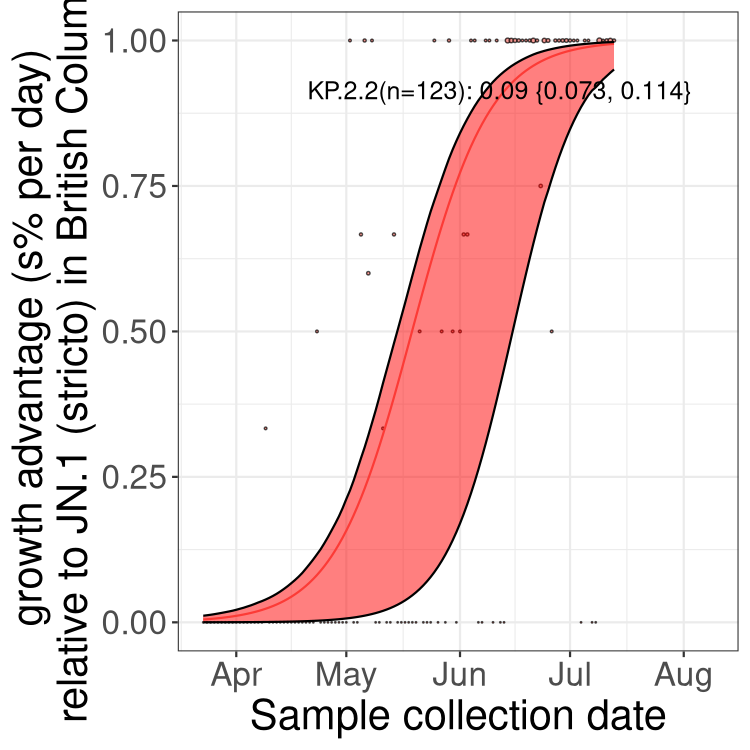 growth advantage (s% per day)
relative to JN.1 (stricto) in British Colum
1.00
0.75
0.50
0.25
0.00
KP.2.2(n=123): 0.09 {0.073, 0.114}
Apr May Jun Jul Aug
Sample collection date